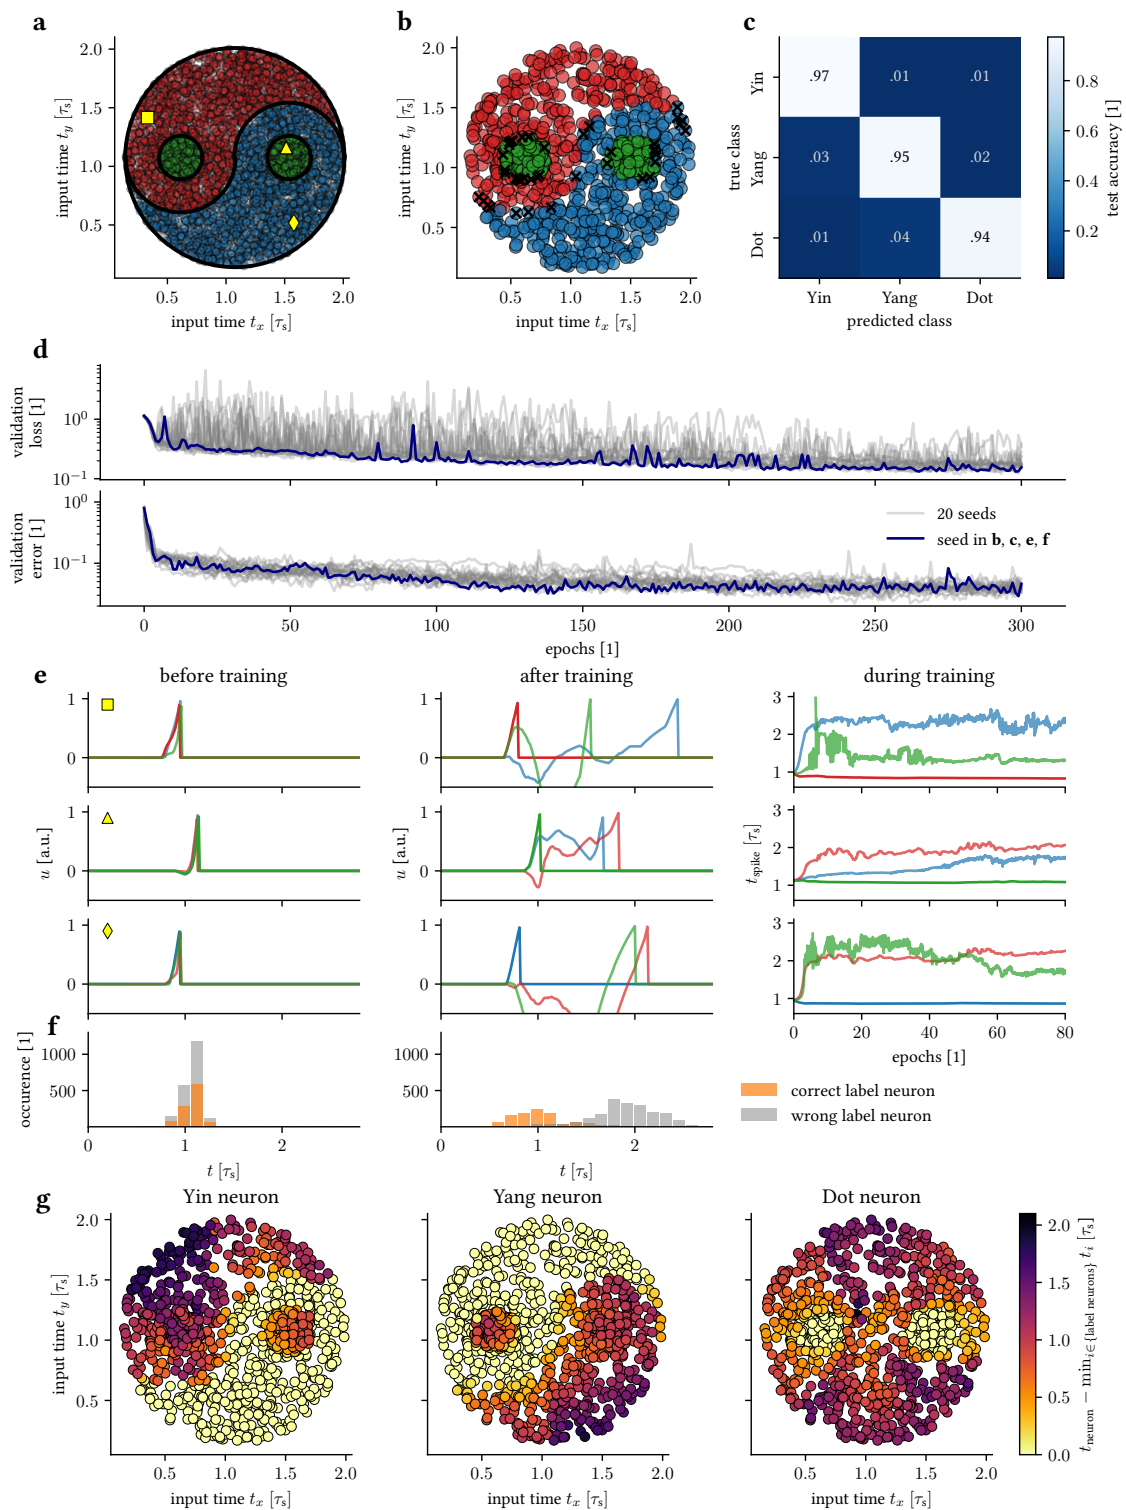 a
2.0
1.5
1.0
0.5
input time t_y [τ_s]
0.5 1.0 1.5 2.0
input time t_x [τ_s]
b
2.0
1.5
1.0
0.5
input time t_y [τ_s]
0.5 1.0 1.5 2.0
input time t_x [τ_s]
c
true class
Yin
Yang
Dot
.97 .01 .01
.03 .95 .02
.01 .04 .94
Yin Yang Dot
predicted class
0.8
0.6
0.4
0.2
test accuracy [1]
d
validation
loss [1]
10^0
10^−1
validation
error [1]
10^0
10^−1
20 seeds
seed in b, c, e, f
0 50 100 150 200 250 300
epochs [1]
e
before training
after training
during training
1
0
1
0
1
0
u [a.u.]
1
0
1
0
1
0
u [a.u.]
3
2
1
3
2
1
3
2
1
t_spike [τ_s]
0 20 40 60 80
epochs [1]
f
occurence [1]
1000
500
0 1 2
t [τ_s]
1000
500
0 1 2
t [τ_s]
correct label neuron
wrong label neuron
g
Yin neuron
Yang neuron
Dot neuron
2.0
1.5
1.0
0.5
input time t_y [τ_s]
0.5 1.0 1.5 2.0
input time t_x [τ_s]
0.5 1.0 1.5 2.0
input time t_x [τ_s]
0.5 1.0 1.5 2.0
input time t_x [τ_s]
2.0
1.5
1.0
0.5
0.0
t_neuron − min_i∈{label neurons} t_i [τ_s]